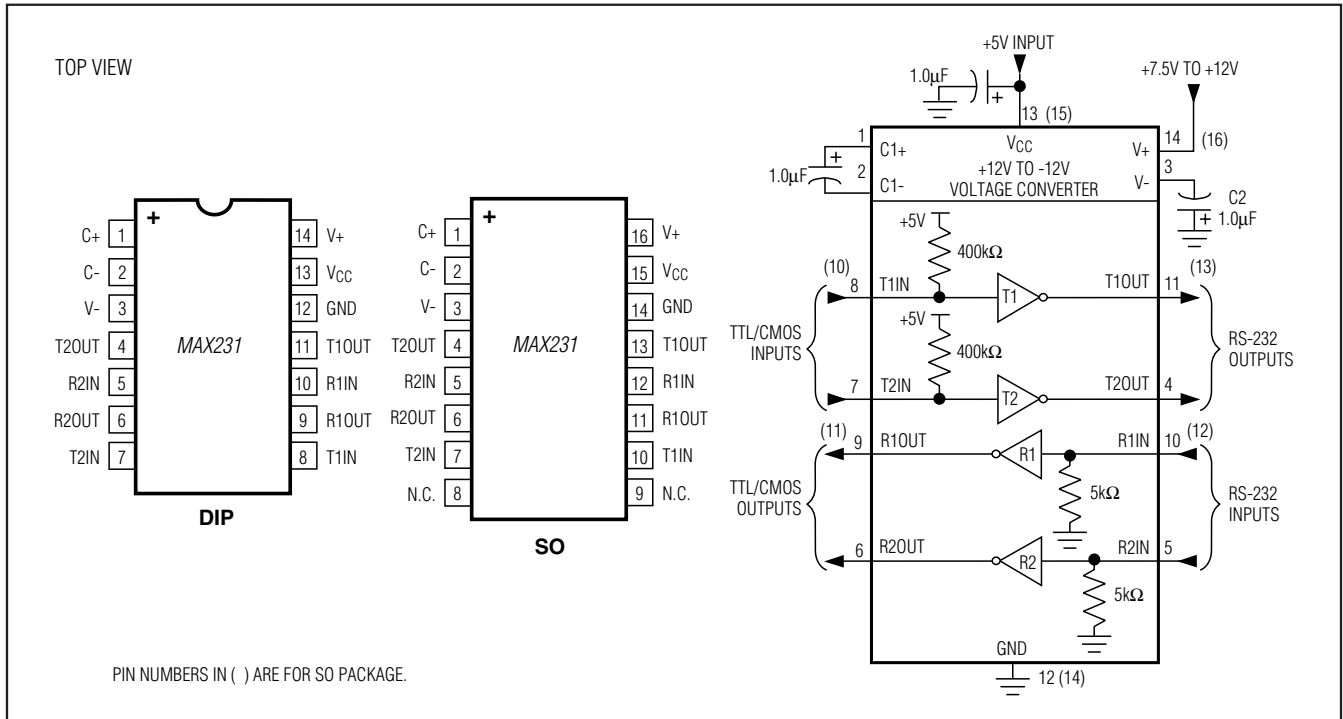 TOP VIEW
DIP
+
MAX231
C+ 1
C- 2
V- 3
T2OUT 4
R2IN 5
R2OUT 6
T2IN 7
14 V+
13 VCC
12 GND
11 T1OUT
10 R1IN
9 R1OUT
8 T1IN
SO
+
MAX231
C+ 1
C- 2
V- 3
T2OUT 4
R2IN 5
R2OUT 6
T2IN 7
N.C. 8
16 V+
15 VCC
14 GND
13 T1OUT
12 R1IN
11 R1OUT
10 T1IN
9 N.C.
+5V INPUT
1.0µF
+
+7.5V TO +12V
13 (15)
VCC
+12V TO -12V
VOLTAGE CONVERTER
1
C1+
1.0µF
+
2
C1-
14 (16)
V+
3
V-
C2
+ 1.0µF
+5V
400kΩ
(10)
8
T1IN
T1
T1OUT
11
(13)
+5V
400kΩ
TTL/CMOS
INPUTS
RS-232
OUTPUTS
7
T2IN
T2
T2OUT
4
(11)
9
R1OUT
R1
R1IN
10
(12)
5kΩ
TTL/CMOS
OUTPUTS
RS-232
INPUTS
6
R2OUT
R2
R2IN
5
5kΩ
GND
12 (14)
PIN NUMBERS IN ( ) ARE FOR SO PACKAGE.